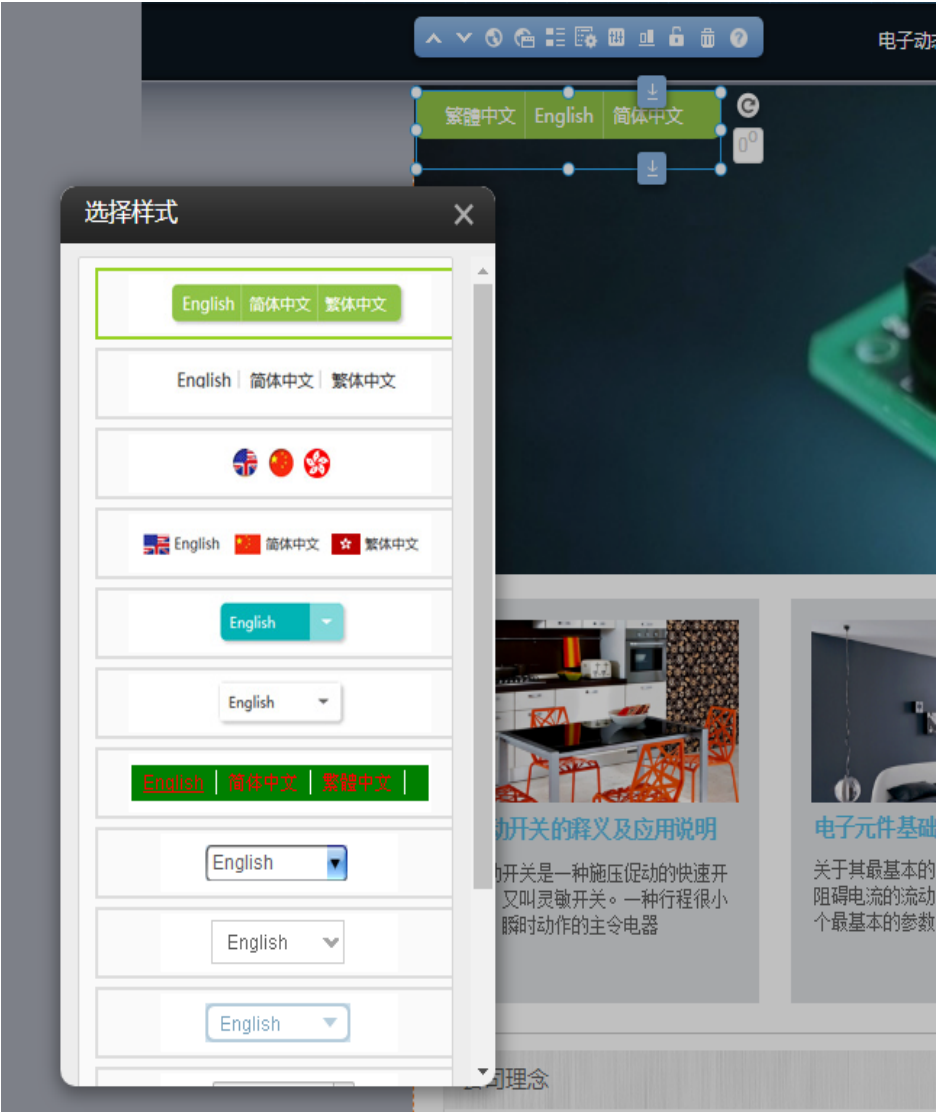 电子动态
繁體中文 English 简体中文
0°
选择样式
English 简体中文 繁体中文
English 简体中文 繁体中文
English 简体中文 繁体中文
English
English
English 简体中文 繁體中文
English
English
English
动开关的释义及应用说明
动开关是一种施压促动的快速开
又叫灵敏开关。一种行程很小
瞬时动作的主令电器
电子元件基础
关于其最基本的
阻碍电流的流动
个最基本的参数
公司理念